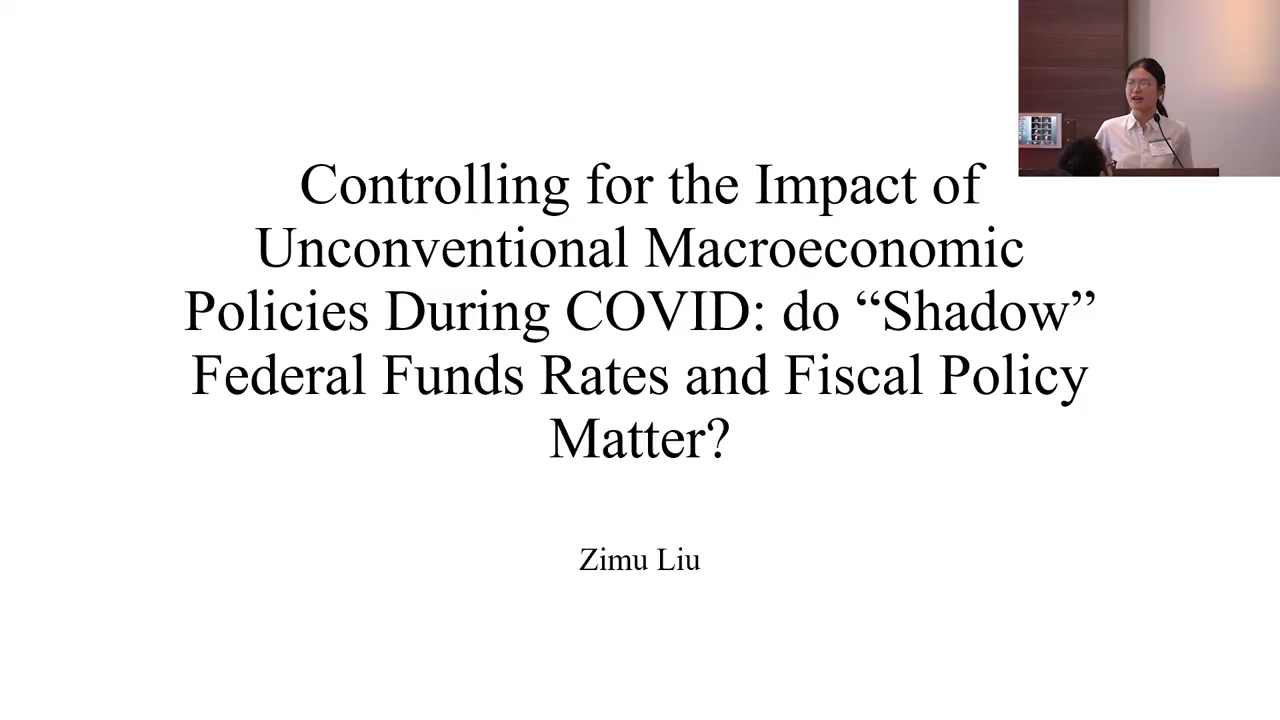 Controlling for the Impact of
Unconventional Macroeconomic
Policies During COVID: do “Shadow”
Federal Funds Rates and Fiscal Policy
Matter?
Zimu Liu